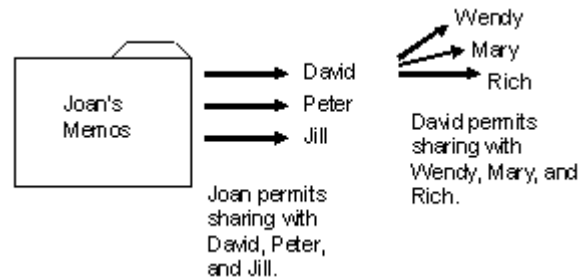 Joan's
Memos
David
Peter
Jill
Joan permits
sharing with
David, Peter,
and Jill.
Wendy
Mary
Rich
David permits
sharing with
Wendy, Mary, and
Rich.